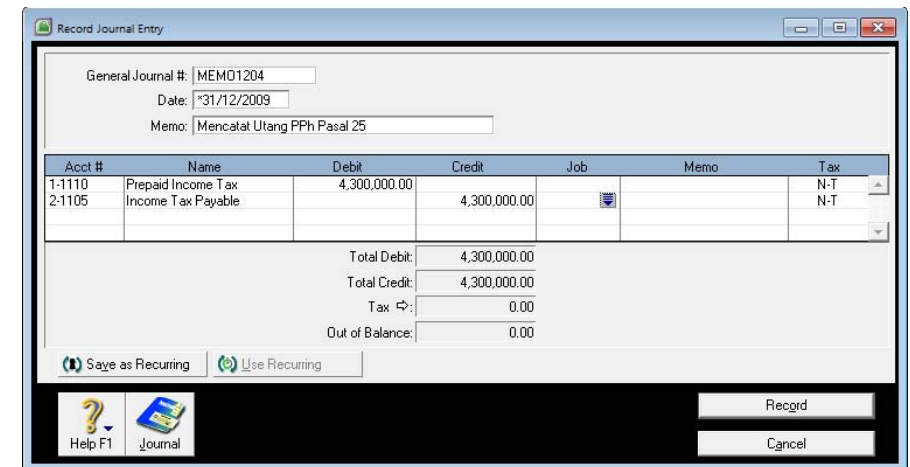 Record Journal Entry
General Journal #: MEMO1204
Date: *31/12/2009
Memo: Mencatat Utang PPh Pasal 25
Acct # Name Debit Credit Job Memo Tax
1-1110 Prepaid Income Tax 4,300,000.00 N-T
2-1105 Income Tax Payable 4,300,000.00 N-T
Total Debit: 4,300,000.00
Total Credit: 4,300,000.00
Tax ⇨: 0.00
Out of Balance: 0.00
Save as Recurring Use Recurring
Record
Help F1 Journal
Cancel